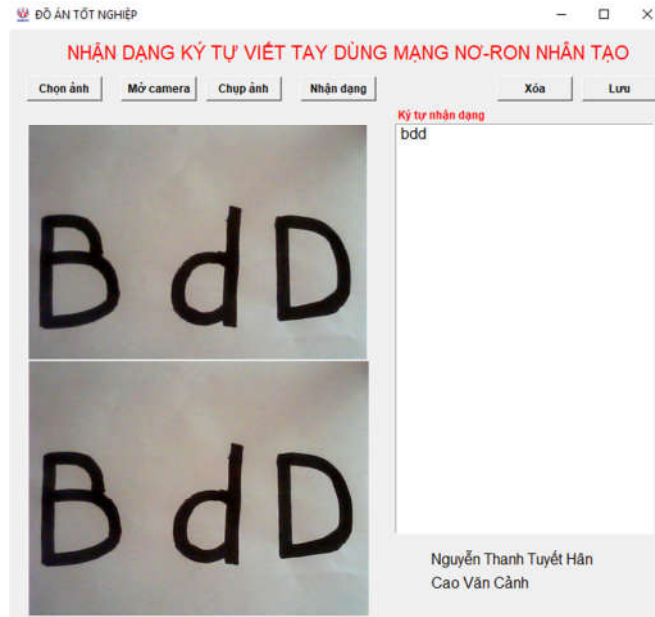 ĐỒ ÁN TỐT NGHIỆP
NHẬN DẠNG KÝ TỰ VIẾT TAY DÙNG MẠNG NƠ-RON NHÂN TẠO
Chọn ảnh Mở camera Chụp ảnh Nhận dạng Xóa Lưu
Ký tự nhận dạng
bdd
B d D
B d D
Nguyễn Thanh Tuyết Hân
Cao Văn Cảnh